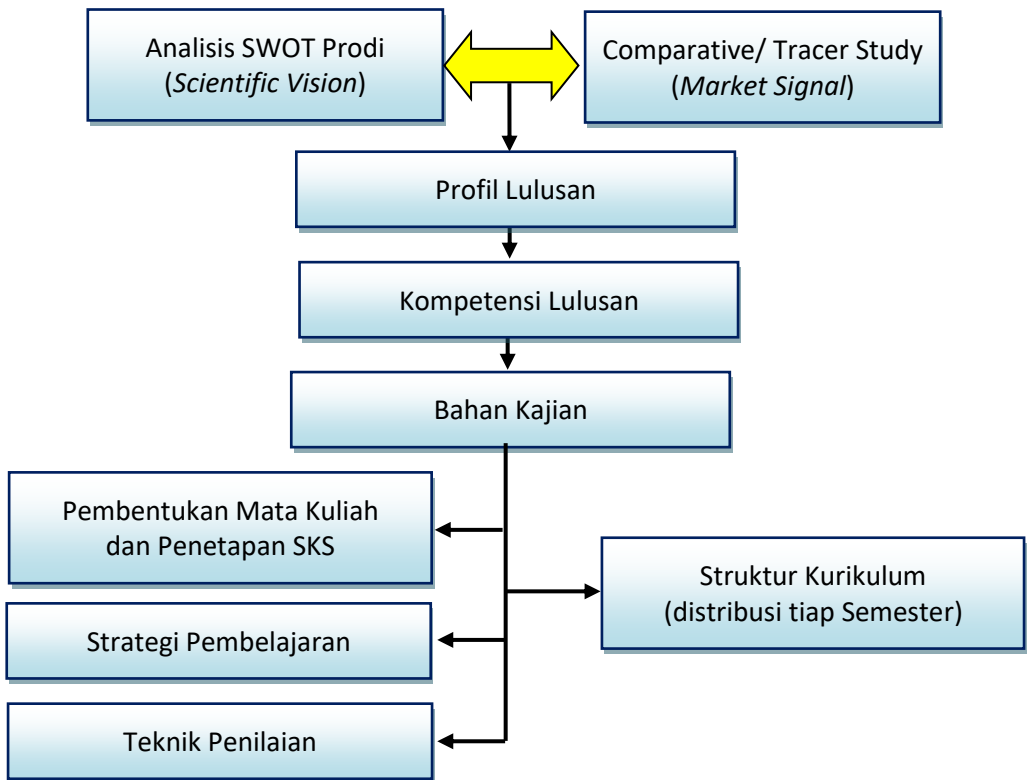 Analisis SWOT Prodi
(Scientific Vision)
Comparative/ Tracer Study
(Market Signal)
Profil Lulusan
Kompetensi Lulusan
Bahan Kajian
Pembentukan Mata Kuliah
dan Penetapan SKS
Struktur Kurikulum
(distribusi tiap Semester)
Strategi Pembelajaran
Teknik Penilaian